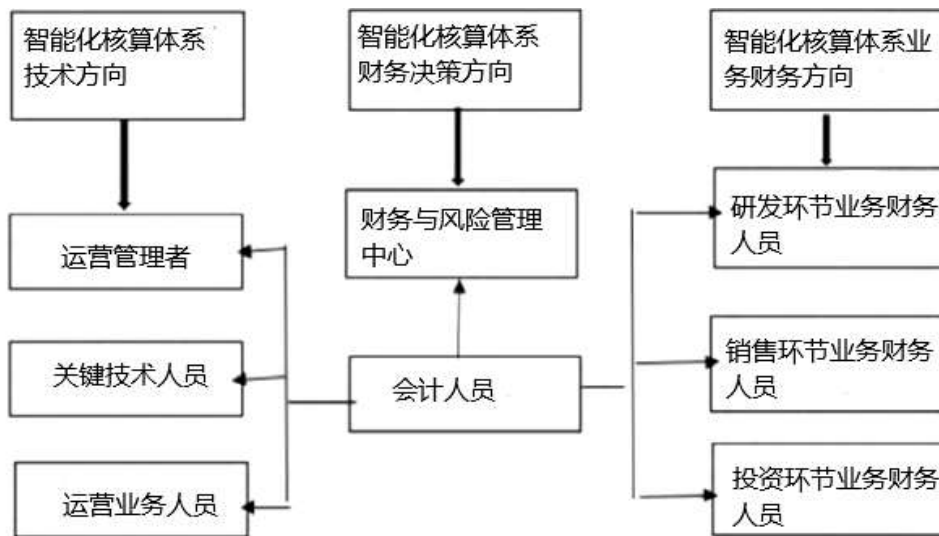 智能化核算体系
技术方向
智能化核算体系
财务决策方向
智能化核算体系业
务财务方向
运营管理者
财务与风险管理
中心
研发环节业务财务
人员
关键技术人员
会计人员
销售环节业务财务
人员
运营业务人员
投资环节业务财务
人员